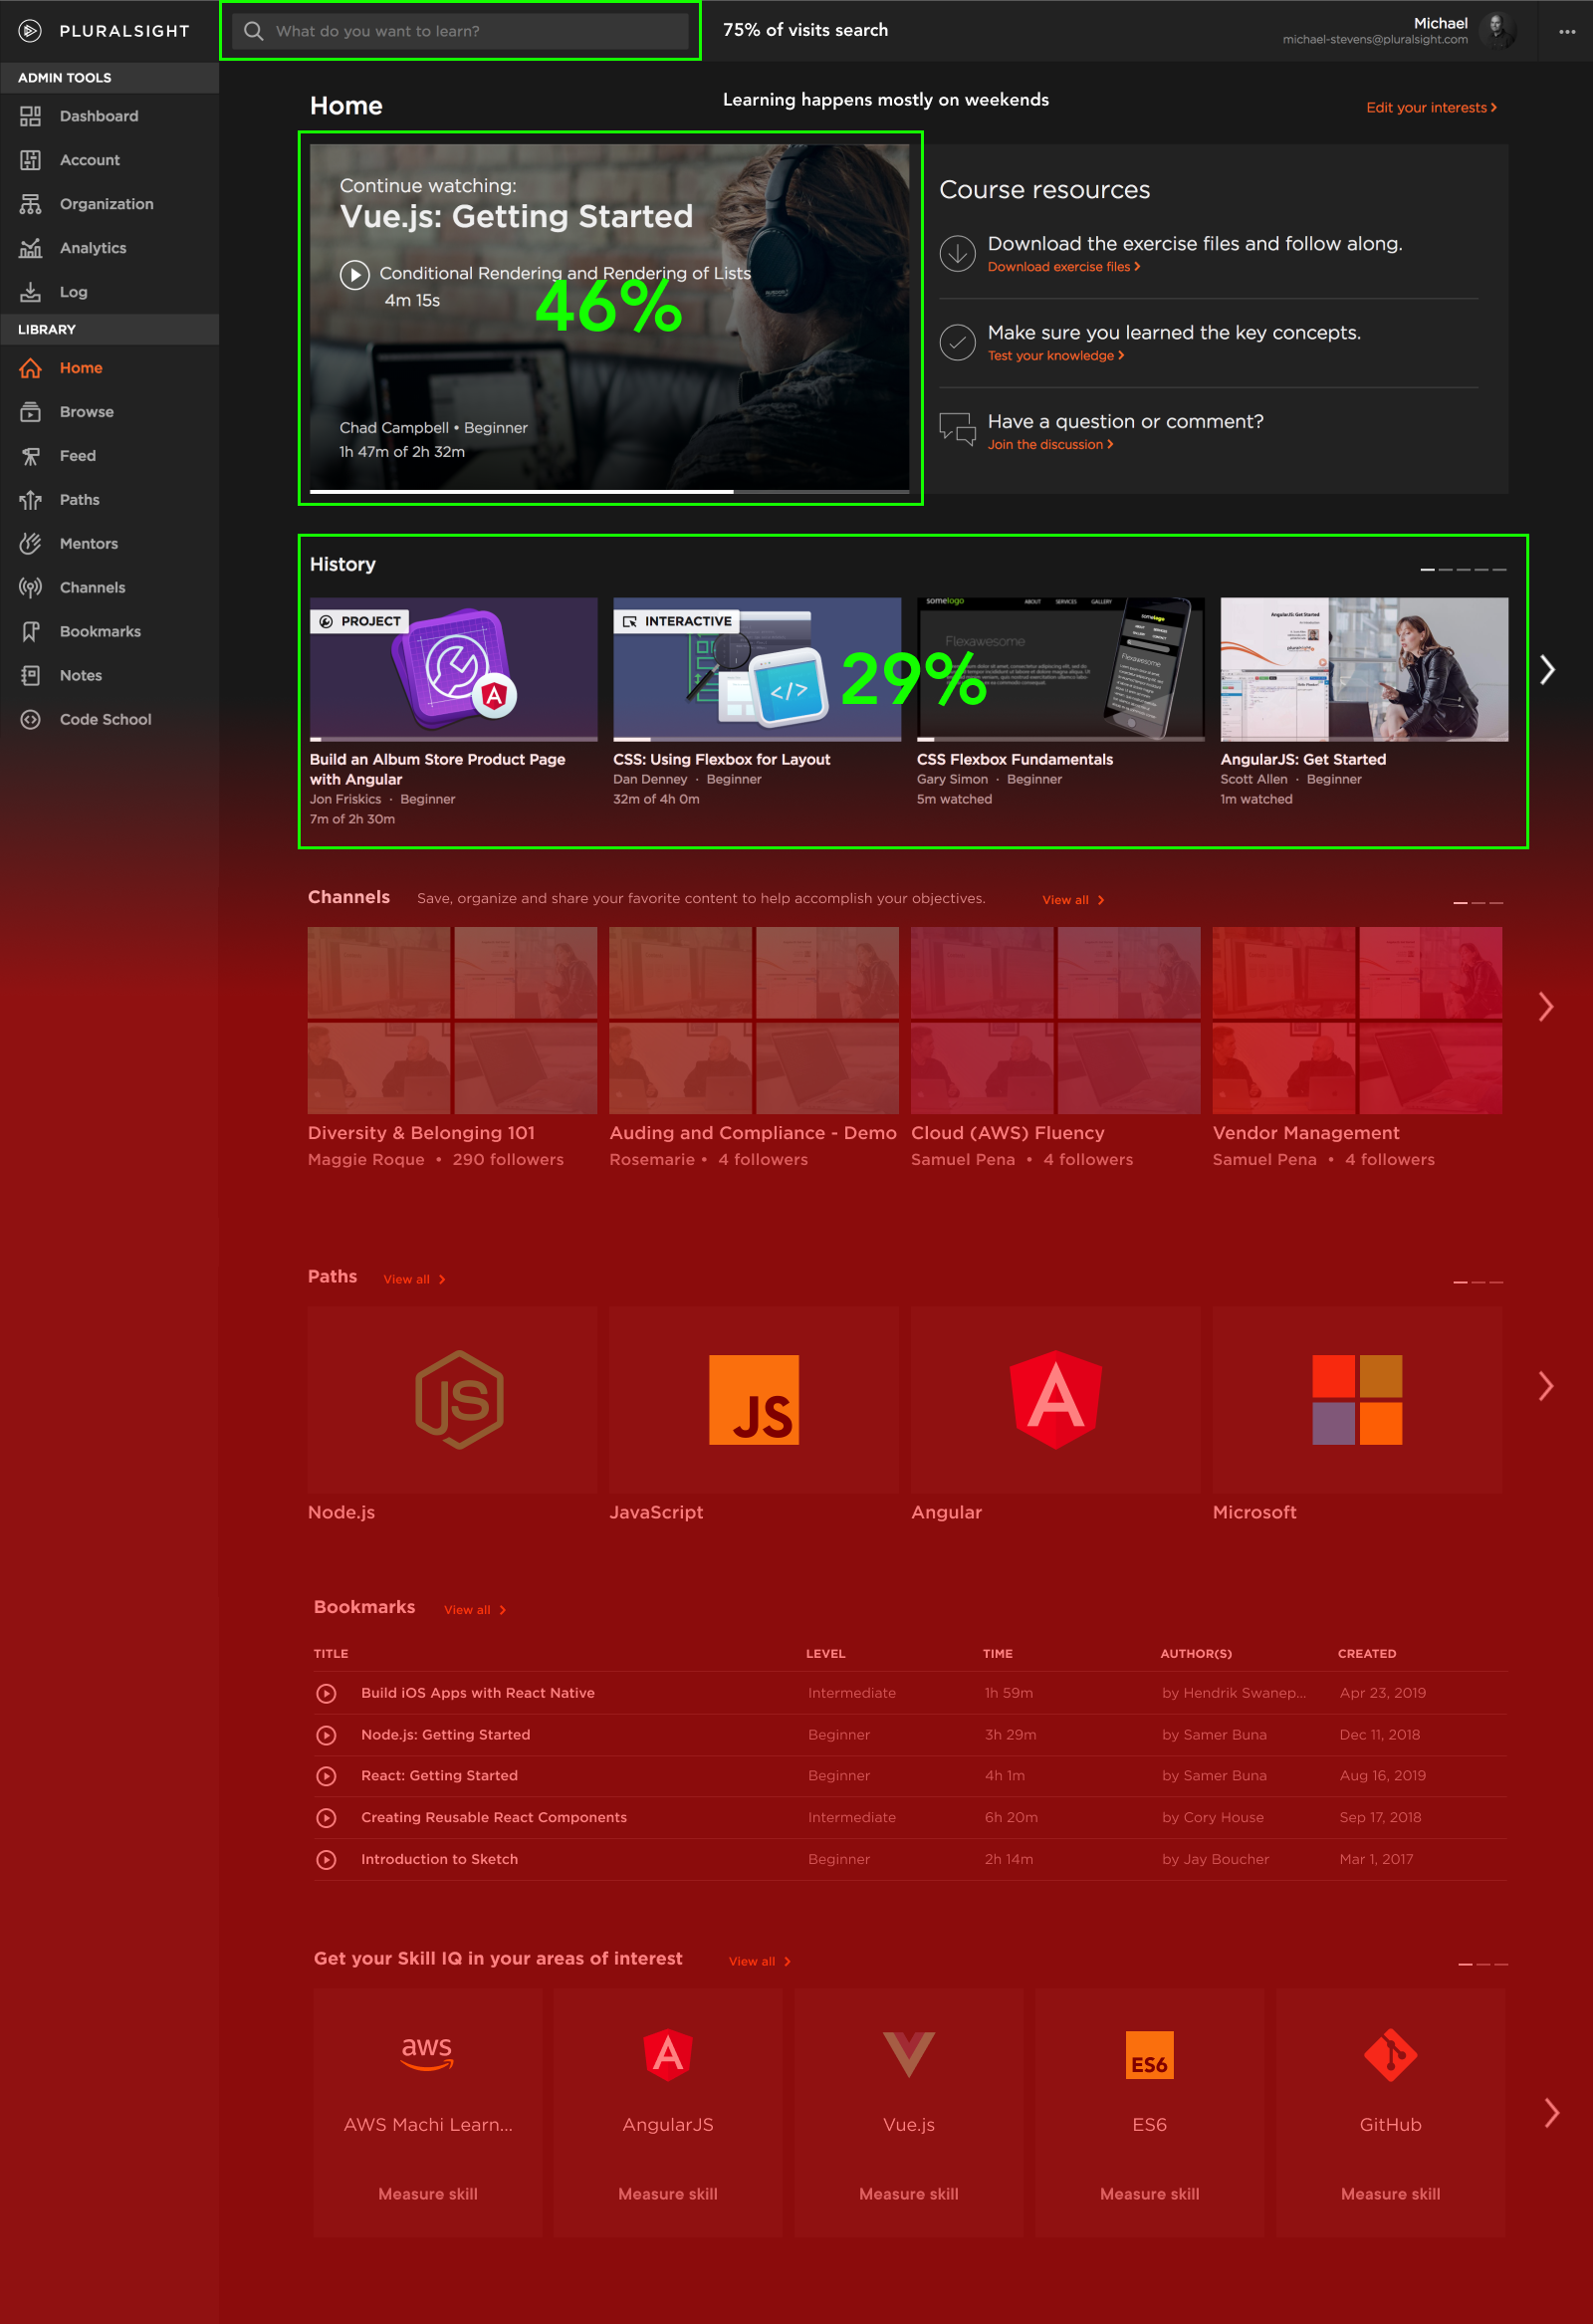 PLURALSIGHT
What do you want to learn?
75% of visits search
Michael
michael-stevens@pluralsight.com
ADMIN TOOLS
Dashboard
Account
Organization
Analytics
Log
LIBRARY
Home
Browse
Feed
Paths
Mentors
Channels
Bookmarks
Notes
Code School
Home
Learning happens mostly on weekends
Edit your interests
Continue watching:
Vue.js: Getting Started
Conditional Rendering and Rendering of Lists
4m 15s
46%
Chad Campbell • Beginner
1h 47m of 2h 32m
Course resources
Download the exercise files and follow along.
Download exercise files
Make sure you learned the key concepts.
Test your knowledge
Have a question or comment?
Join the discussion
History
PROJECT
INTERACTIVE
</>
somelogo
ABOUT SERVICES GALLERY
Flexawesome
29%
AngularJS: Get Started
Build an Album Store Product Page
with Angular
Jon Friskics · Beginner
7m of 2h 30m
CSS: Using Flexbox for Layout
Dan Denney · Beginner
32m of 4h 0m
CSS Flexbox Fundamentals
Gary Simon · Beginner
5m watched
AngularJS: Get Started
Scott Allen · Beginner
1m watched
Channels
Save, organize and share your favorite content to help accomplish your objectives.
View all
Diversity & Belonging 101
Maggie Roque • 290 followers
Auding and Compliance - Demo
Rosemarie • 4 followers
Cloud (AWS) Fluency
Samuel Pena • 4 followers
Vendor Management
Samuel Pena • 4 followers
Paths
View all
JS
JS
A
Node.js
JavaScript
Angular
Microsoft
Bookmarks
View all
TITLE LEVEL TIME AUTHOR(S) CREATED
Build iOS Apps with React Native Intermediate 1h 59m by Hendrik Swanep... Apr 23, 2019
Node.js: Getting Started Beginner 3h 29m by Samer Buna Dec 11, 2018
React: Getting Started Beginner 4h 1m by Samer Buna Aug 16, 2019
Creating Reusable React Components Intermediate 6h 20m by Cory House Sep 17, 2018
Introduction to Sketch Beginner 2h 14m by Jay Boucher Mar 1, 2017
Get your Skill IQ in your areas of interest
View all
aws
AWS Machi Learn...
Measure skill
A
AngularJS
Measure skill
Vue.js
Measure skill
ES6
ES6
Measure skill
GitHub
Measure skill